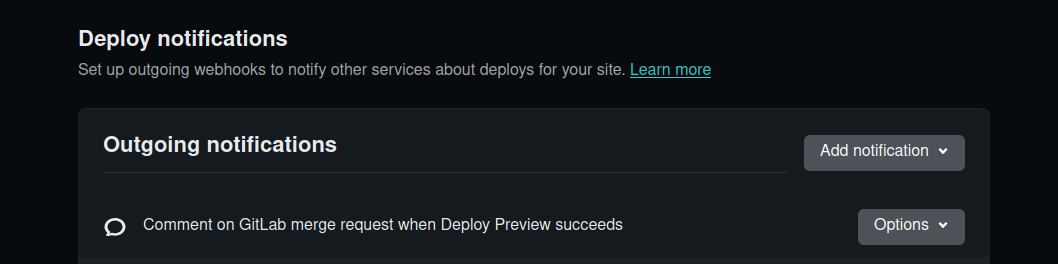 Deploy notifications
Set up outgoing webhooks to notify other services about deploys for your site. Learn more
Outgoing notifications
Add notification
Comment on GitLab merge request when Deploy Preview succeeds
Options